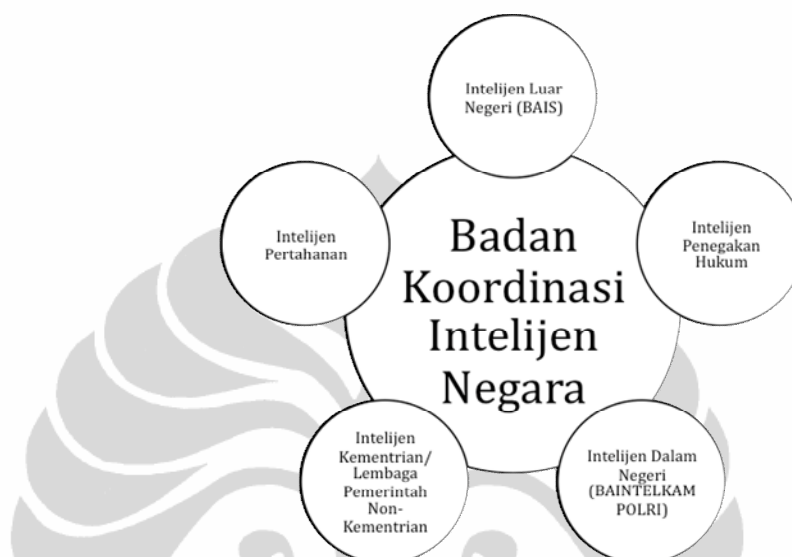 Intelijen Luar
Negeri (BAIS)
Intelijen
Pertahanan
Badan
Koordinasi
Intelijen
Negara
Intelijen
Penegakan
Hukum
Intelijen
Kementrian/
Lembaga
Pemerintah
Non-
Kementrian
Intelijen Dalam
Negeri
(BAINTELKAM
POLRI)